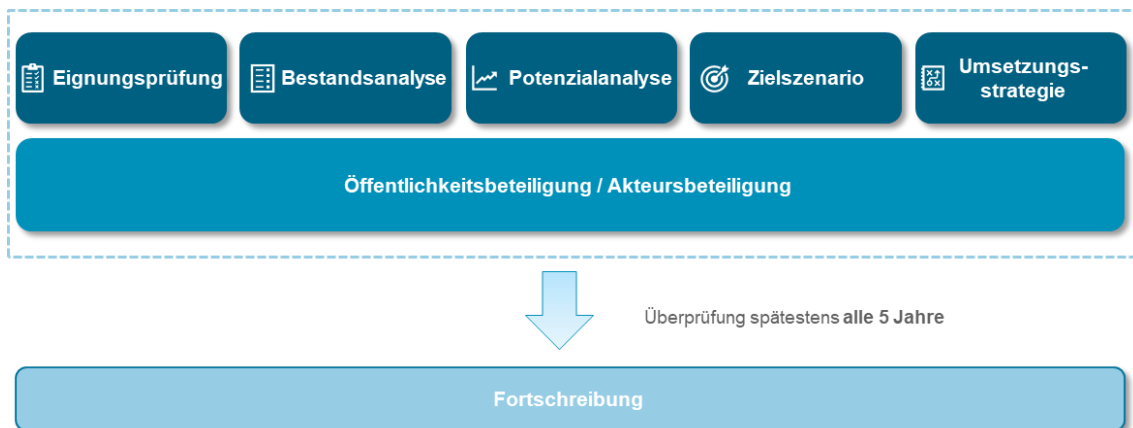 Eignungsprüfung
Bestandsanalyse
Potenzialanalyse
Zielszenario
Umsetzungs-
strategie
Öffentlichkeitsbeteiligung / Akteursbeteiligung
Überprüfung spätestens alle 5 Jahre
Fortschreibung